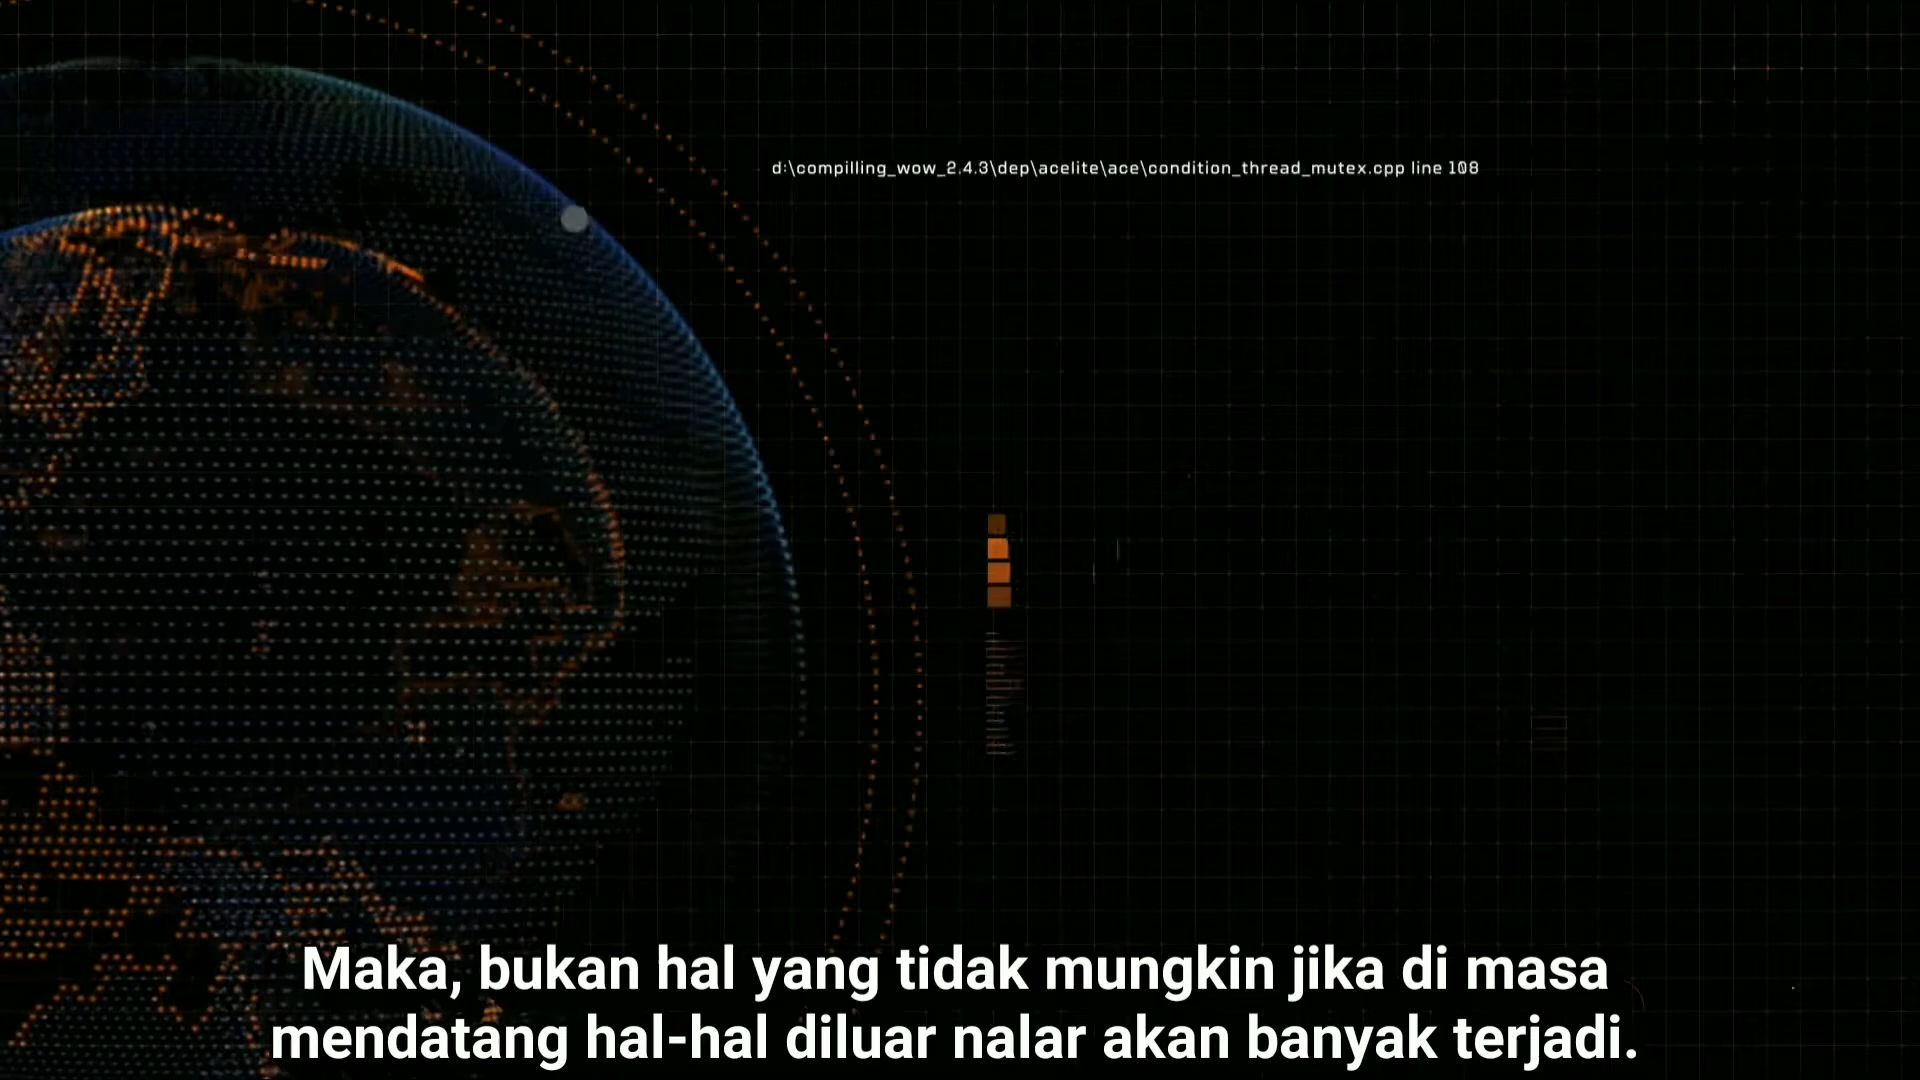 d:\compilling_wow_2.4.3\dep\acelite\ace\condition_thread_mutex.cpp line 108
Maka, bukan hal yang tidak mungkin jika di masa
mendatang hal-hal diluar nalar akan banyak terjadi.